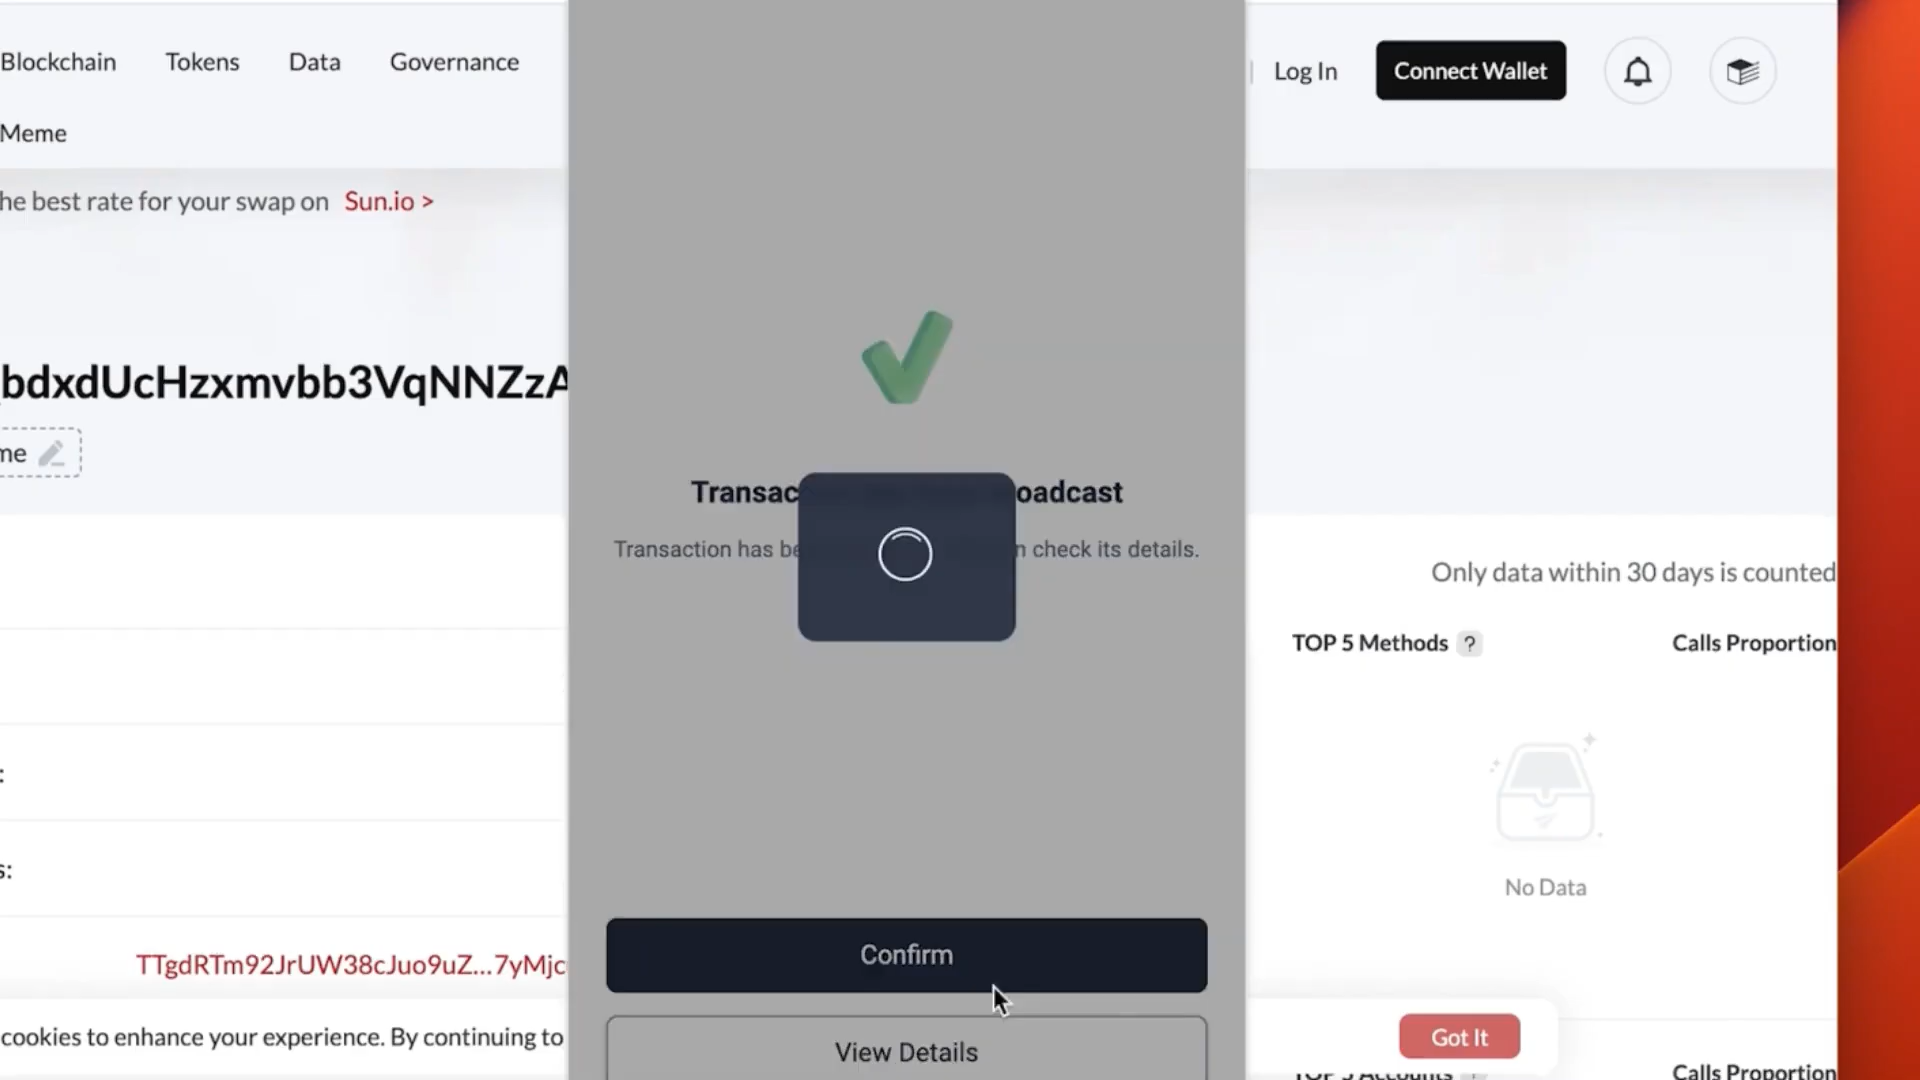 Blockchain Tokens Data Governance
Log In Connect Wallet
Meme
he best rate for your swap on Sun.io >
bdxdUcHzxmvbb3VqNNZzA
me
Transac oadcast
Transaction has be n check its details.
Only data within 30 days is counted
TOP 5 Methods ? Calls Proportion
:
No Data
s:
Confirm
TTgdRTm92JrUW38cJuo9uZ...7yMjc
cookies to enhance your experience. By continuing to
Got It
View Details
TOP 5 Accounts Calls Proportion